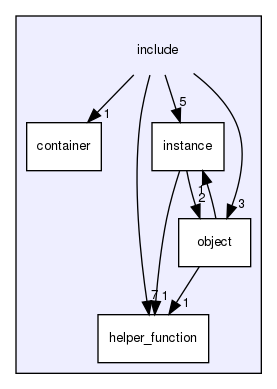 include
1
5
container
instance
1
2
3
object
7
1
1
helper_function